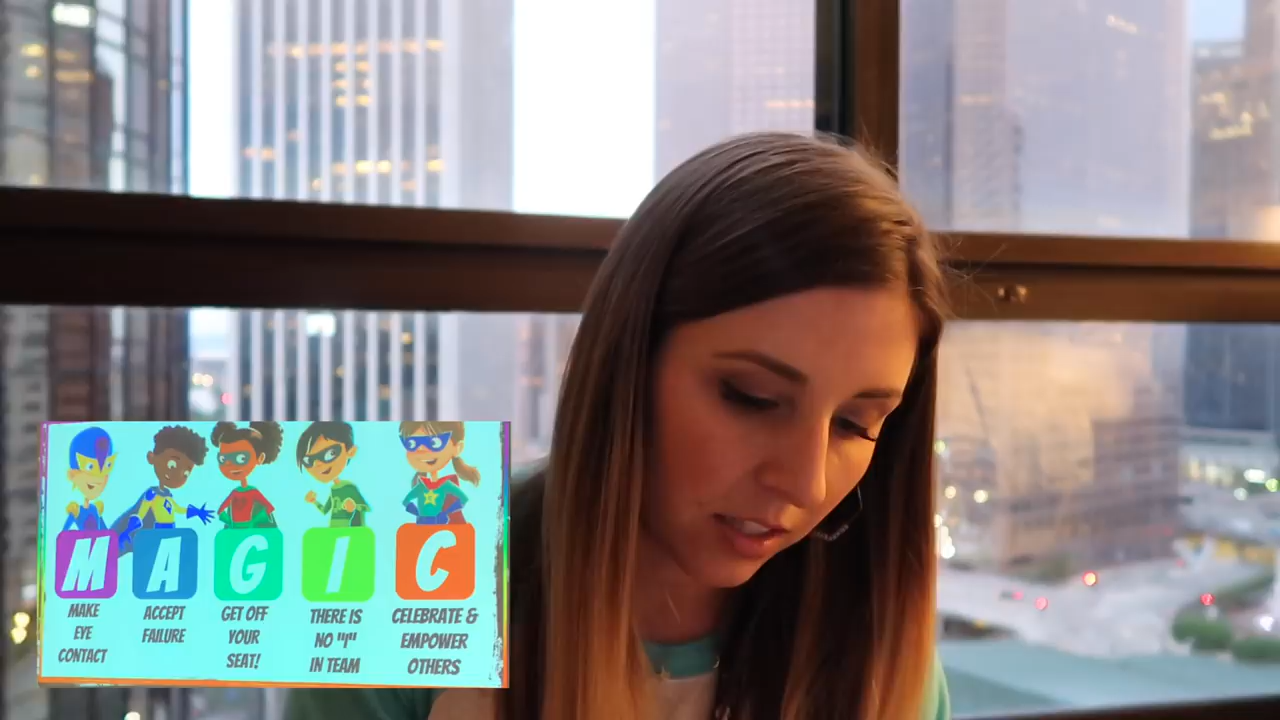 M A G I C
MAKE
EYE
CONTACT
ACCEPT
FAILURE
GET OFF
YOUR
SEAT!
THERE IS
NO "I"
IN TEAM
CELEBRATE &
EMPOWER
OTHERS